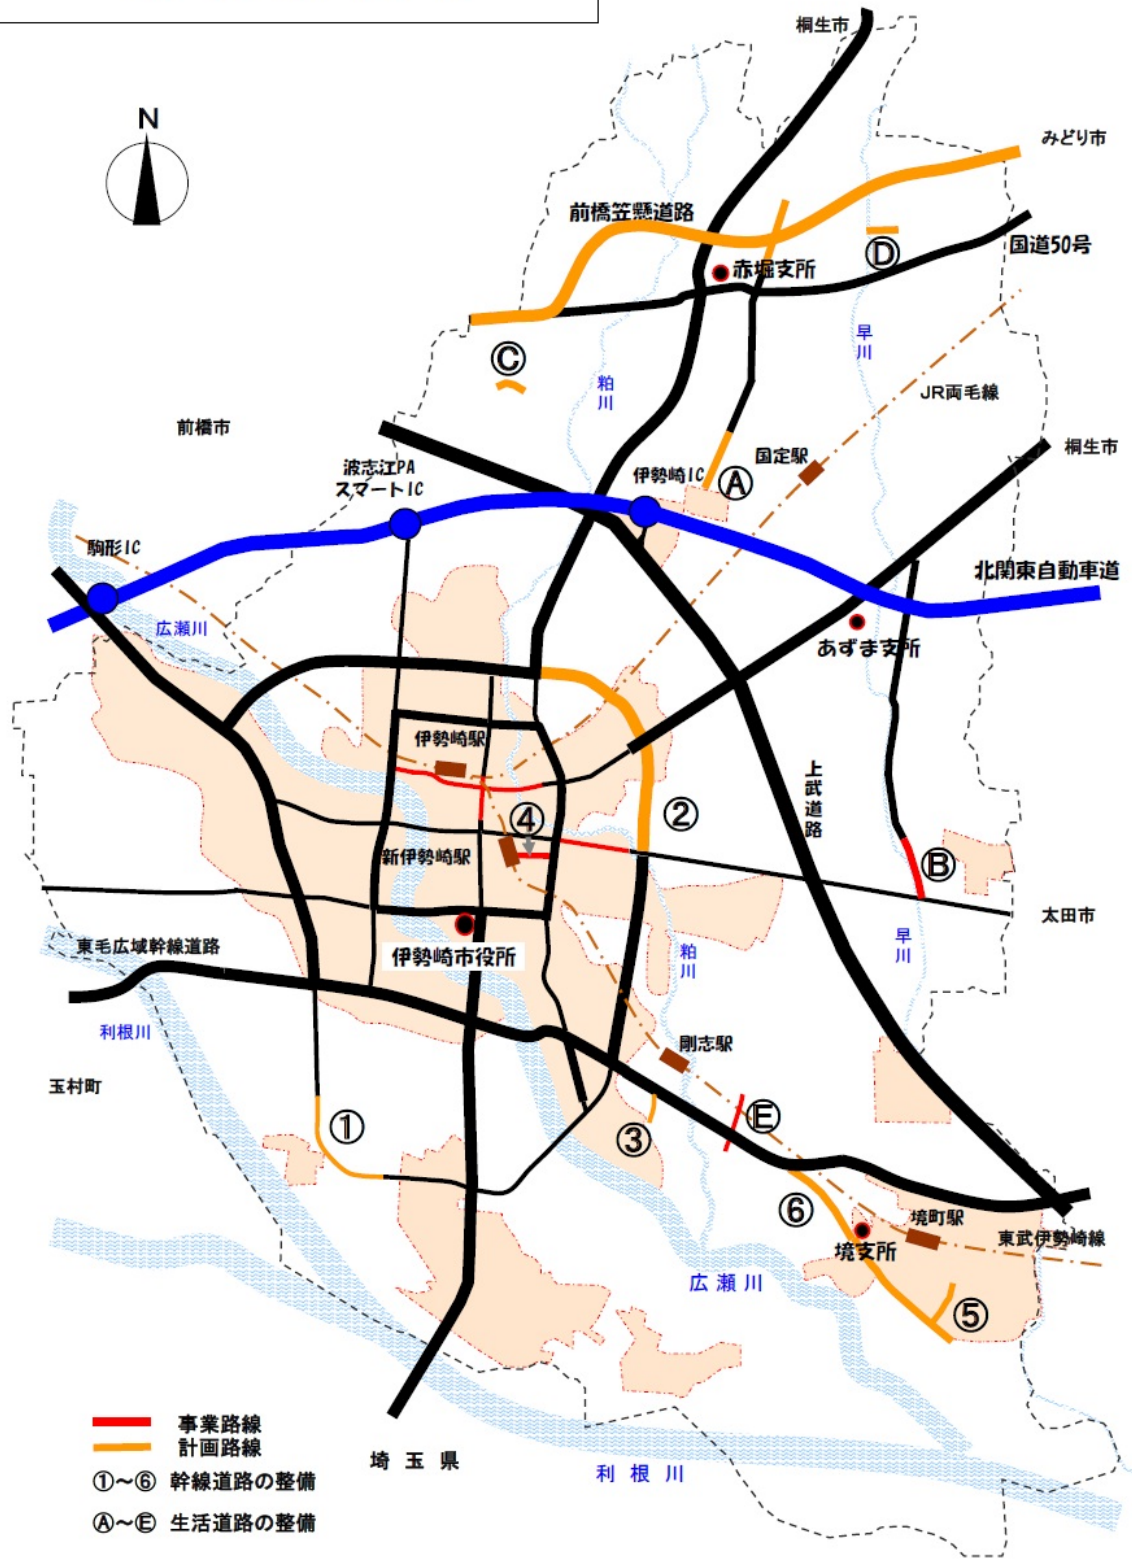 桐生市
N
みどり市
前橋笠懸道路
国道50号
Ⓓ
赤堀支所
早川
Ⓒ
粕川
JR両毛線
前橋市
桐生市
国定駅
波志江PA
スマートIC
伊勢崎IC
Ⓐ
駒形IC
北関東自動車道
広瀬川
あずま支所
伊勢崎駅
上武道路
②
④
新伊勢崎駅
Ⓑ
太田市
東毛広域幹線道路
伊勢崎市役所
粕川
早川
利根川
剛志駅
玉村町
①
③
Ⓔ
⑥
境町駅
境支所
東武伊勢崎線
広瀬川
⑤
事業路線
計画路線
①~⑥ 幹線道路の整備
Ⓐ~Ⓔ 生活道路の整備
埼玉県
利根川